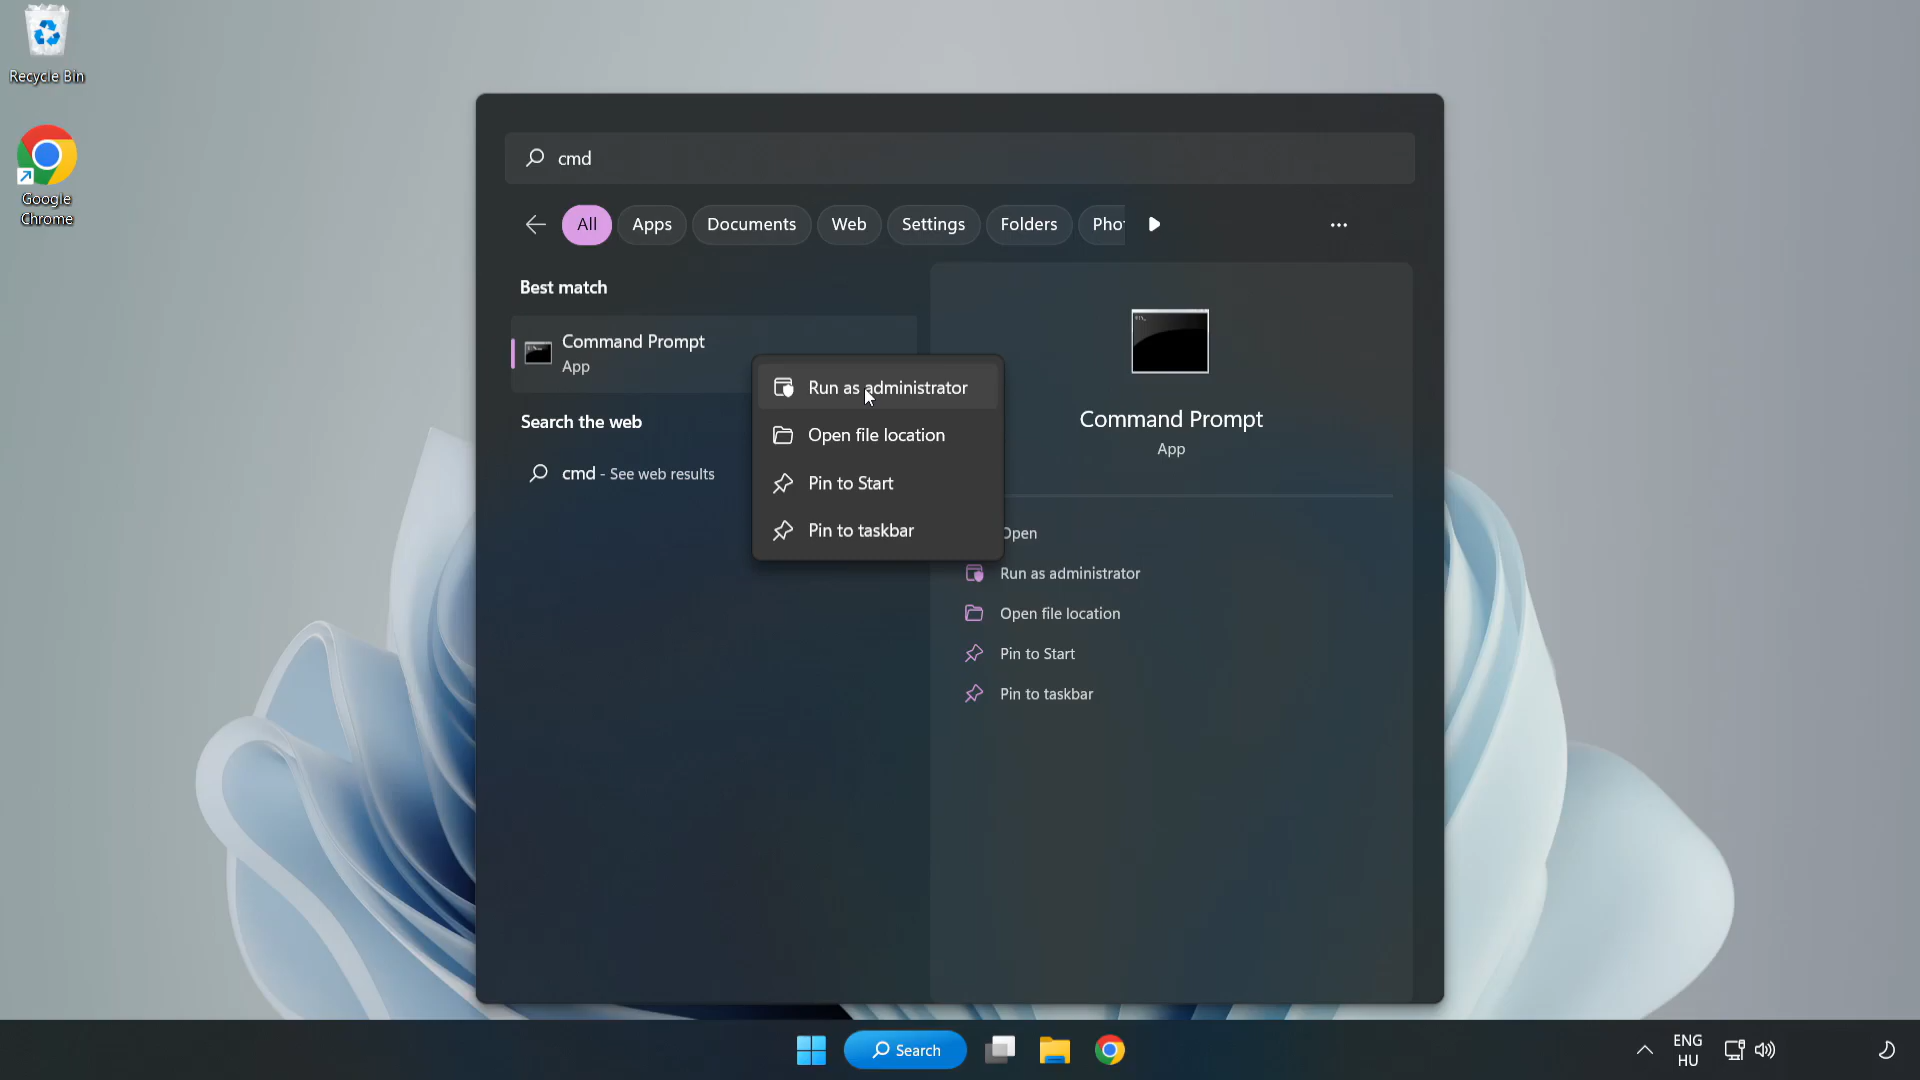 Recycle Bin
Google
Chrome
cmd
All
Apps
Documents
Web
Settings
Folders
Pho
Best match
Command Prompt
App
Search the web
cmd - See web results
Run as administrator
Open file location
Pin to Start
Pin to taskbar
Command Prompt
App
Open
Run as administrator
Open file location
Pin to Start
Pin to taskbar
Search
ENG
HU